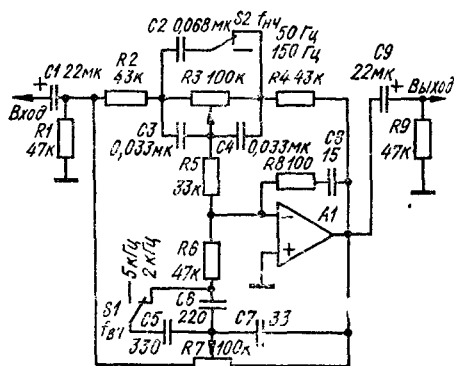 C2 0,068мк S2 fнч
50 Гц
150 Гц
C1 22мк
R2
43к
R3 100к
R4 43к
C9
22мк
Вход
Выход
R1
47к
C3
0,033мк
C4
0,033мк
C8
15
R8 100
R5
33к
R9
47к
A1
R6
47к
5кГц
2кГц
S1
fвч
C6
220
C5
330
C7
33
R7 100к